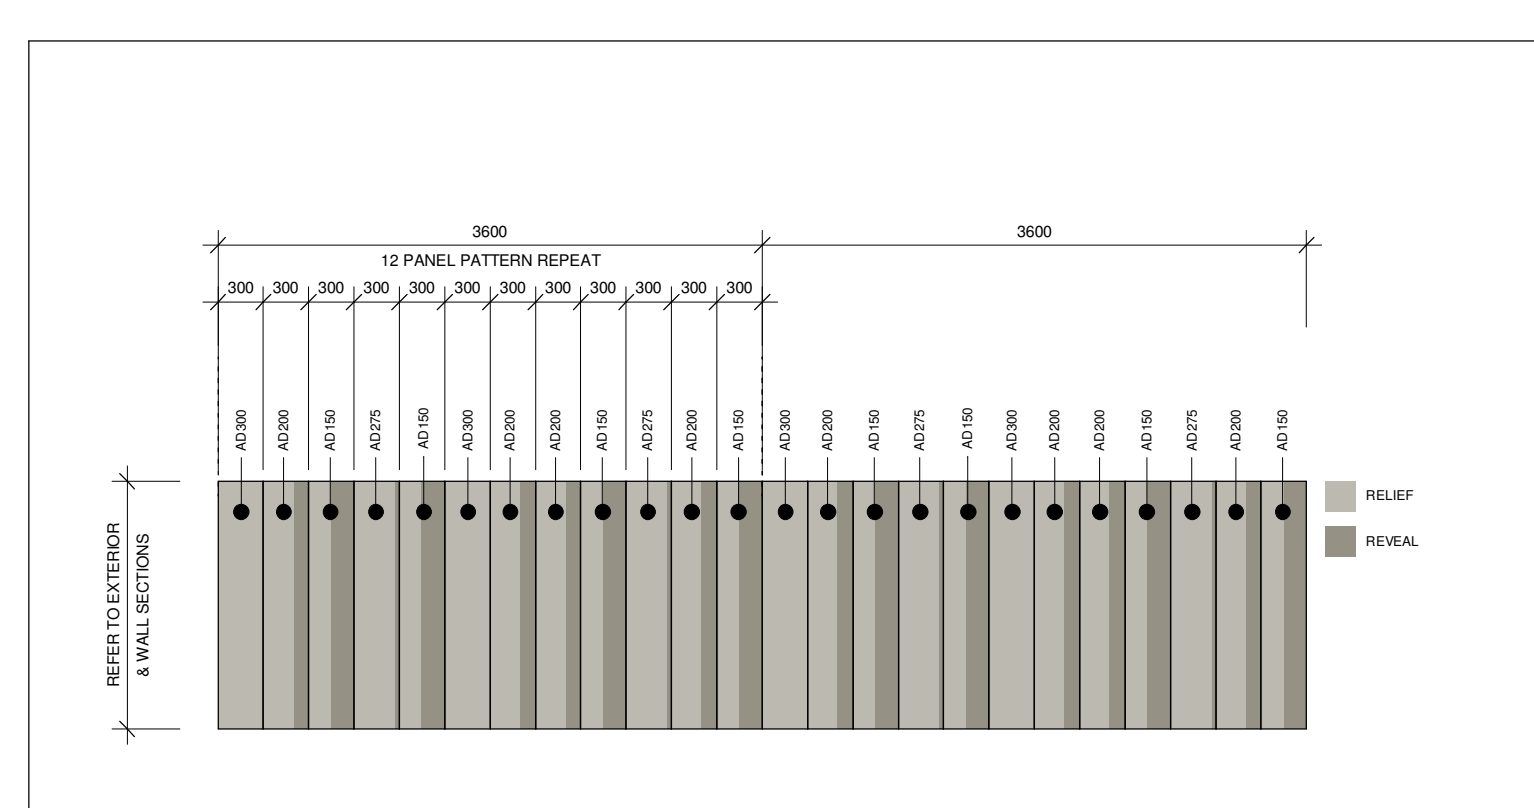 3600 3600
12 PANEL PATTERN REPEAT
300 300 300 300 300 300 300 300 300 300 300 300
AD300 AD200 AD150 AD275 AD150 AD300 AD200 AD200 AD150 AD275 AD200 AD150 AD300 AD200 AD150 AD275 AD150 AD300 AD200 AD200 AD150 AD275 AD200 AD150
REFER TO EXTERIOR
& WALL SECTIONS
RELIEF
REVEAL